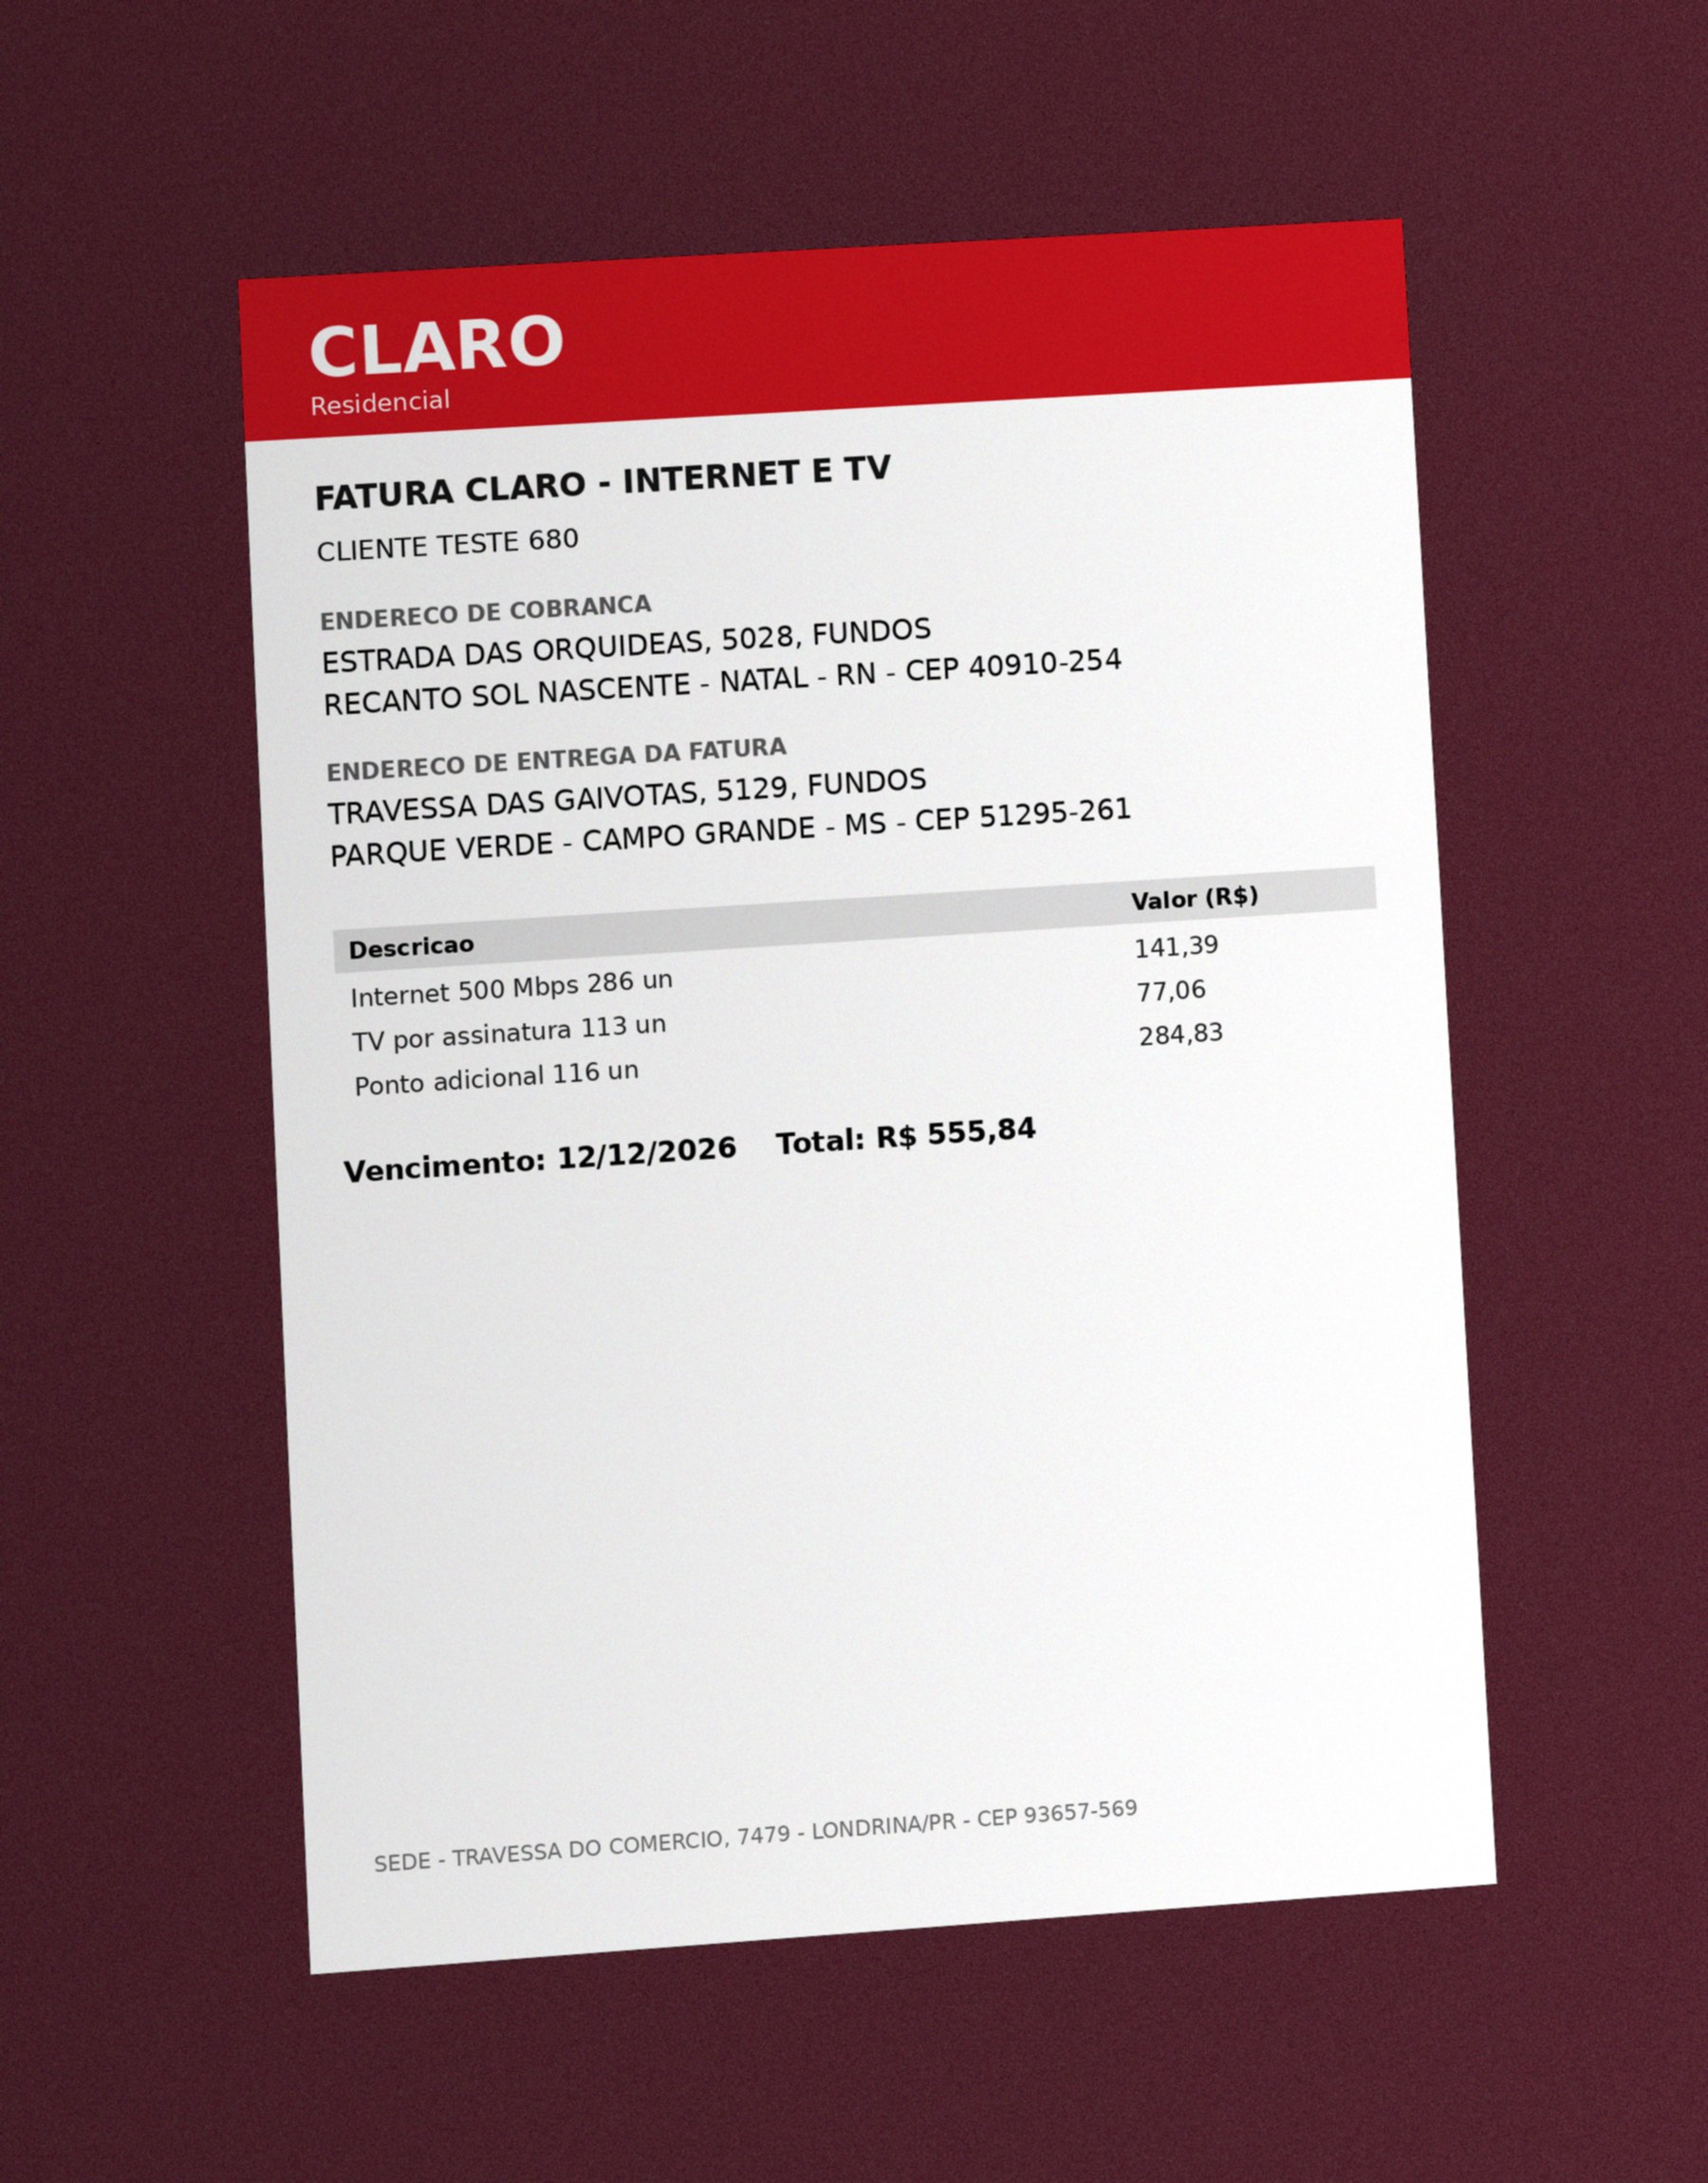 CLARO
Residencial
FATURA CLARO - INTERNET E TV
CLIENTE TESTE 680
ENDERECO DE COBRANCA
ESTRADA DAS ORQUIDEAS, 5028, FUNDOS
RECANTO SOL NASCENTE - NATAL - RN - CEP 40910-254
ENDERECO DE ENTREGA DA FATURA
TRAVESSA DAS GAIVOTAS, 5129, FUNDOS
PARQUE VERDE - CAMPO GRANDE - MS - CEP 51295-261
Descricao Valor (R$)
Internet 500 Mbps 286 un 141,39
TV por assinatura 113 un 77,06
Ponto adicional 116 un 284,83
Vencimento: 12/12/2026 Total: R$ 555,84
SEDE - TRAVESSA DO COMERCIO, 7479 - LONDRINA/PR - CEP 93657-569